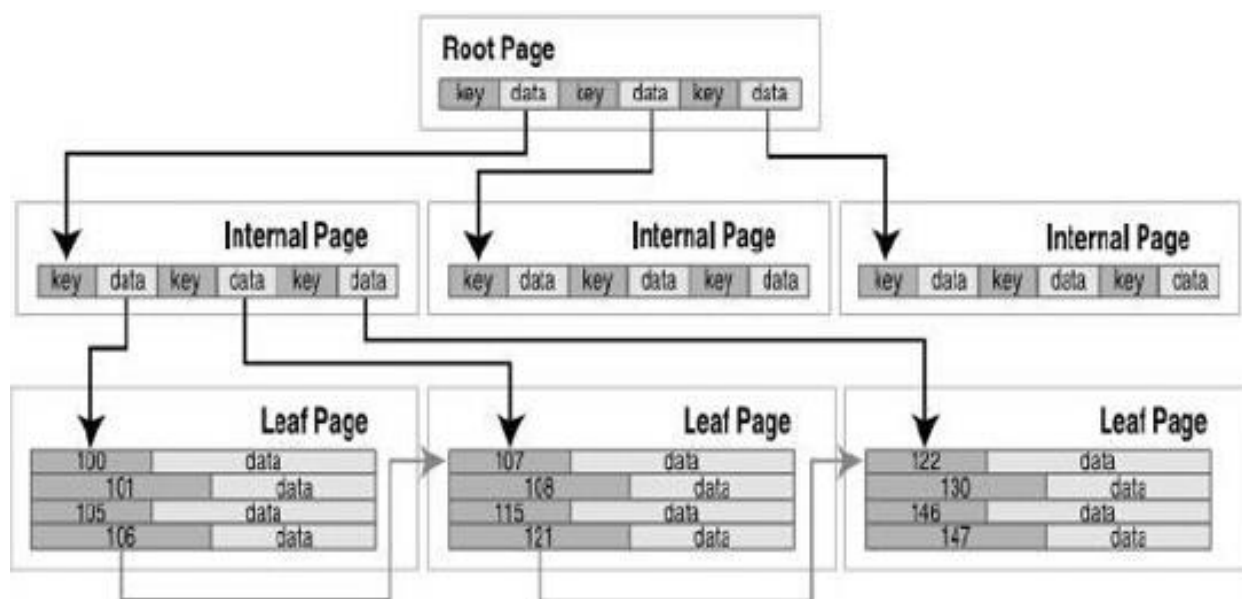 Root Page
key data key data key data
Internal Page Internal Page Internal Page
key data key data key data key data key data key data key data key data key data
Leaf Page Leaf Page Leaf Page
100 data 107 data 122 data
101 data 108 data 130 data
105 data 115 data 146 data
106 data 121 data 147 data